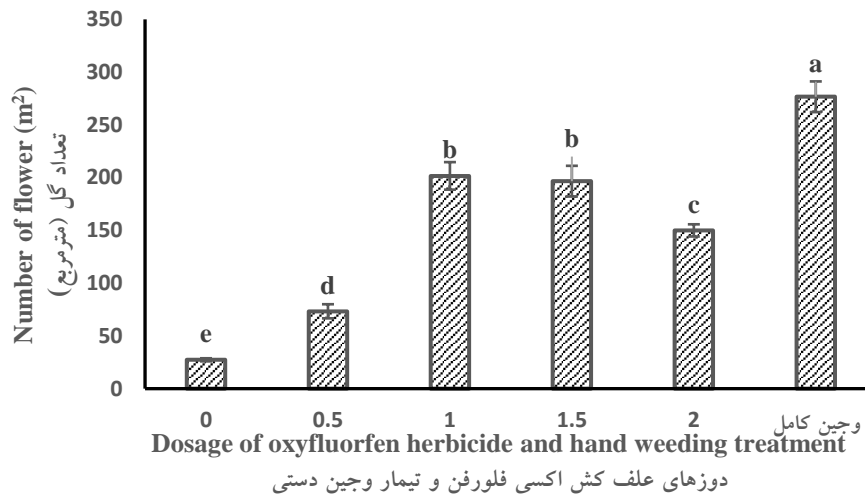 Number of flower (m²)
تعداد گل (مترمربع)
350
300
250
200
150
100
50
0
e
d
b
b
c
a
0
0.5
1
1.5
2
وجین کامل
Dosage of oxyfluorfen herbicide and hand weeding treatment
دوزهای علف کش اکسی فلورفن و تیمار وجین دستی